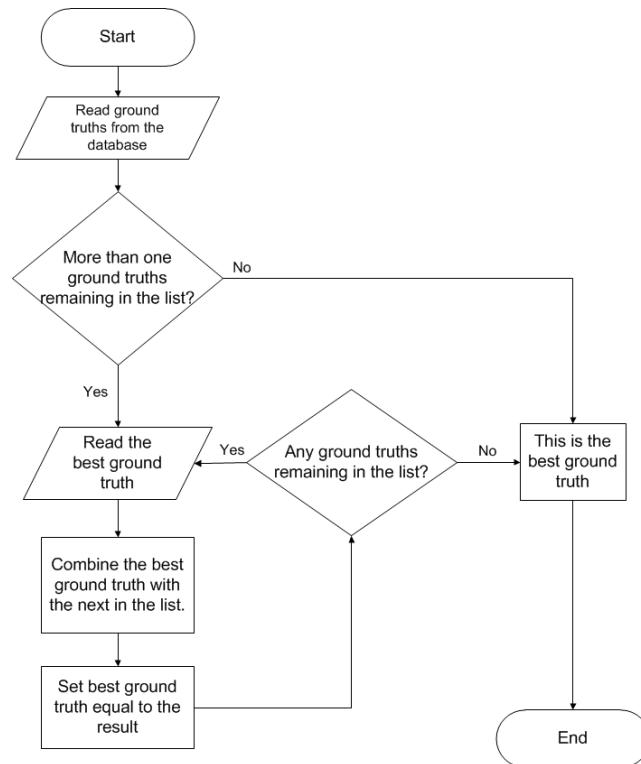 Start
Read ground
truths from the
database
More than one
ground truths
remaining in the list?
No
Yes
Read the
best ground
truth
Yes
Any ground truths
remaining in the list?
No
This is the
best ground
truth
Combine the best
ground truth with
the next in the list.
Set best ground
truth equal to the
result
End